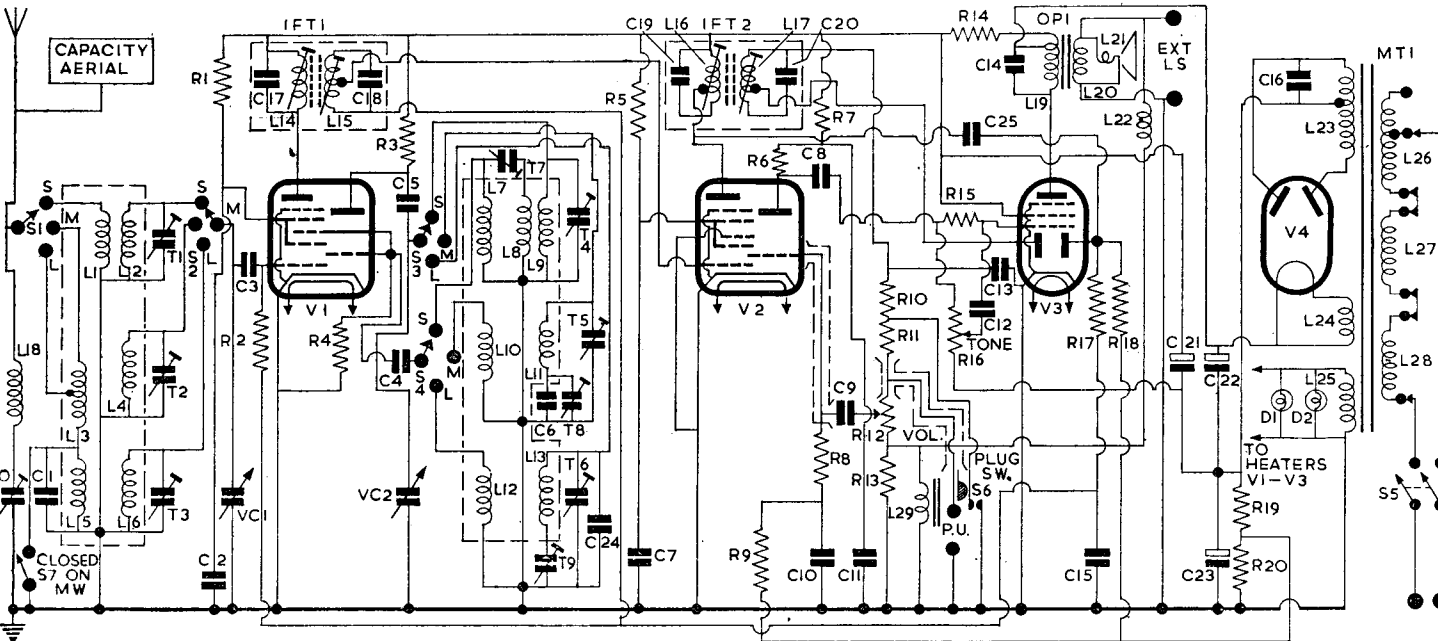 IFT1
C19
L16
IFT2
L17
C20
R14
OP1
L21
EXT
LS
MT1
CAPACITY
AERIAL
R1
C17
C18
L14
L15
R3
R5
R7
C25
C14
L19
L20
L22
C16
L23
L26
C15
T7
L7
R6
C8
R15
S
S1
M
L
L1
L2
T1
S
M
S2
L
C3
V1
S
S3
M
L
L8
L9
T4
V2
R10
C13
V3
V4
L27
L18
R2
R4
C4
S
S4
M
L
L10
T5
L11
R11
C12
TONE
R16
R17
R18
C21
C22
L24
L28
L4
T2
C6
T8
C9
R12
VOL.
L25
D1
D2
TO
HEATERS
V1-V3
L3
L13
T6
R8
R13
PLUG
SW.
S6
C1
L5
L6
T3
VC1
VC2
L12
C24
L29
P.U.
R19
S5
CLOSED
S7 ON
MW
C2
T9
C7
R9
C10
C11
C15
C23
R20